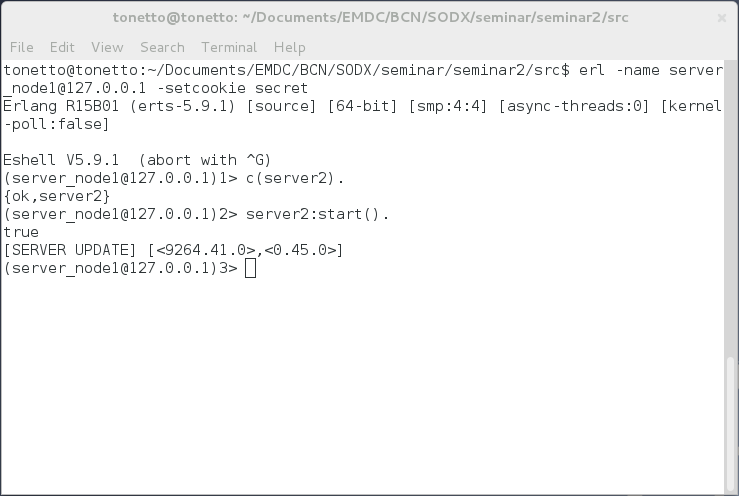 tonetto@tonetto: ~/Documents/EMDC/BCN/SODX/seminar/seminar2/src ×
File Edit View Search Terminal Help
tonetto@tonetto:~/Documents/EMDC/BCN/SODX/seminar/seminar2/src$ erl -name server
_node1@127.0.0.1 -setcookie secret
Erlang R15B01 (erts-5.9.1) [source] [64-bit] [smp:4:4] [async-threads:0] [kernel
-poll:false]
Eshell V5.9.1  (abort with ^G)
(server_node1@127.0.0.1)1> c(server2).
{ok,server2}
(server_node1@127.0.0.1)2> server2:start().
true
[SERVER UPDATE] [<9264.41.0>,<0.45.0>]
(server_node1@127.0.0.1)3>